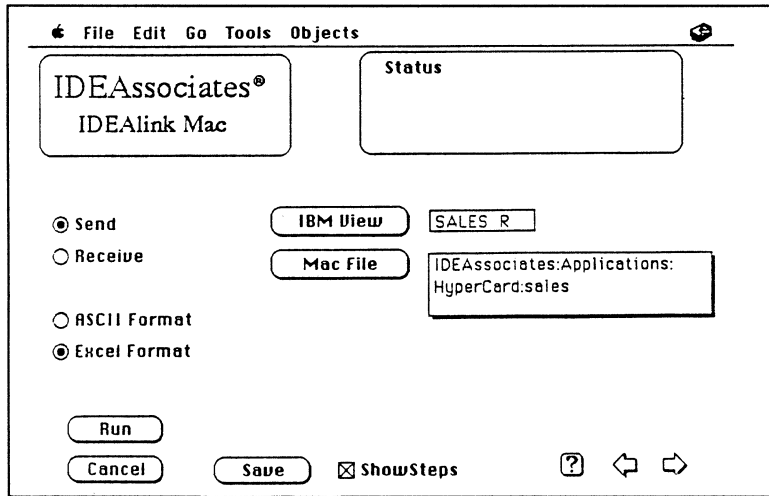 File Edit Go Tools Objects
IDEAssociates®
IDEAlink Mac
Status
Send
Receive
IBM View
SALES R
Mac File
IDEAssociates:Applications:
HyperCard:sales
ASCII Format
Excel Format
Run
Cancel
Save
ShowSteps
?